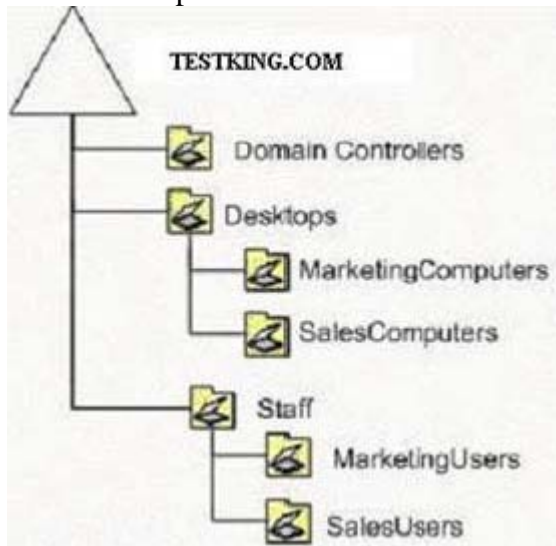 TESTKING.COM
Domain Controllers
Desktops
MarketingComputers
SalesComputers
Staff
MarketingUsers
SalesUsers